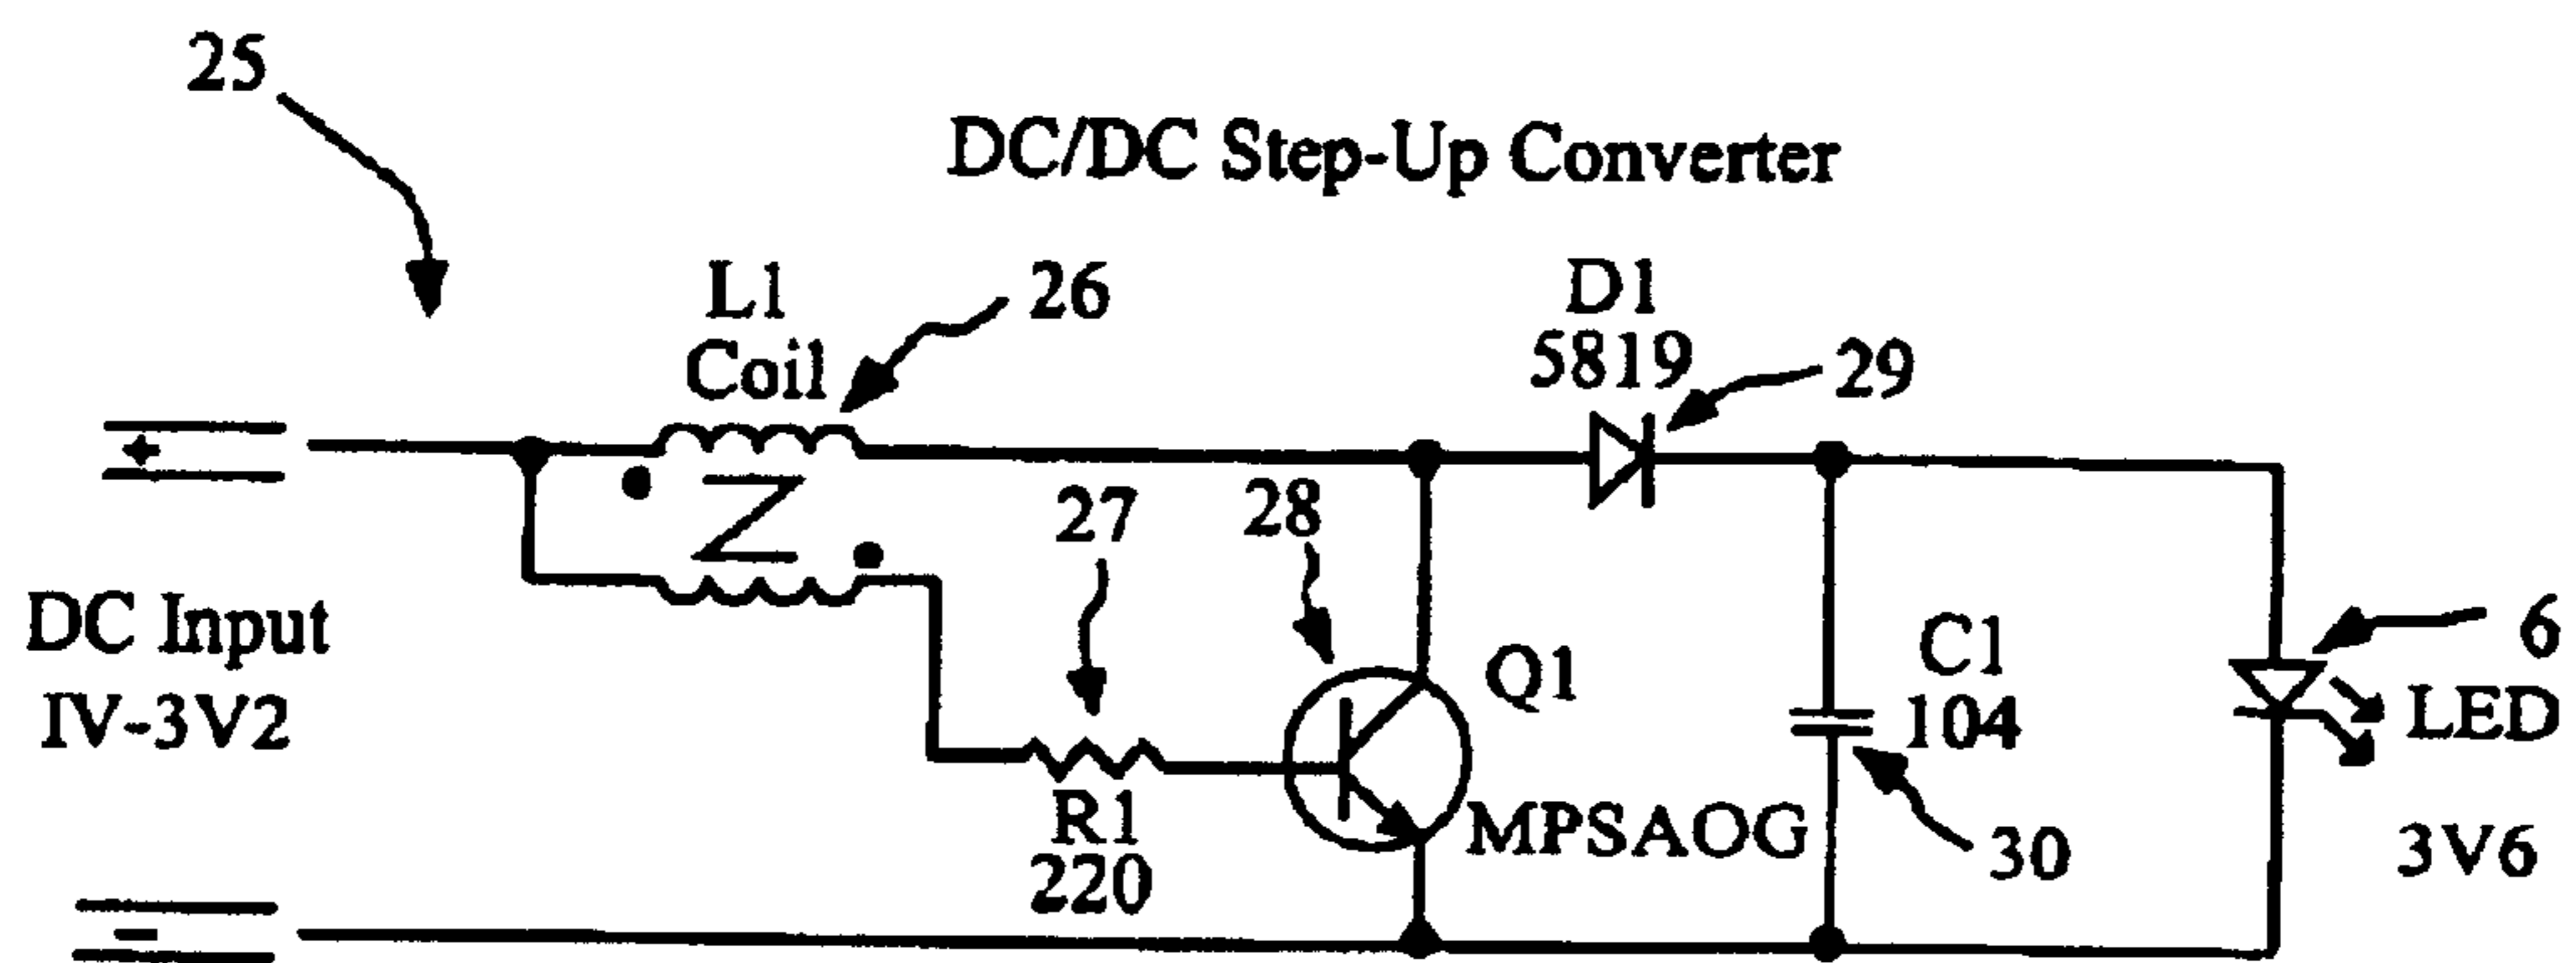 25
DC/DC Step-Up Converter
L1
Coil
26
D1
5819
29
+
Z
27
28
DC Input
IV-3V2
Q1
C1
104
6
LED
R1
220
MPSAOG
30
3V6
-